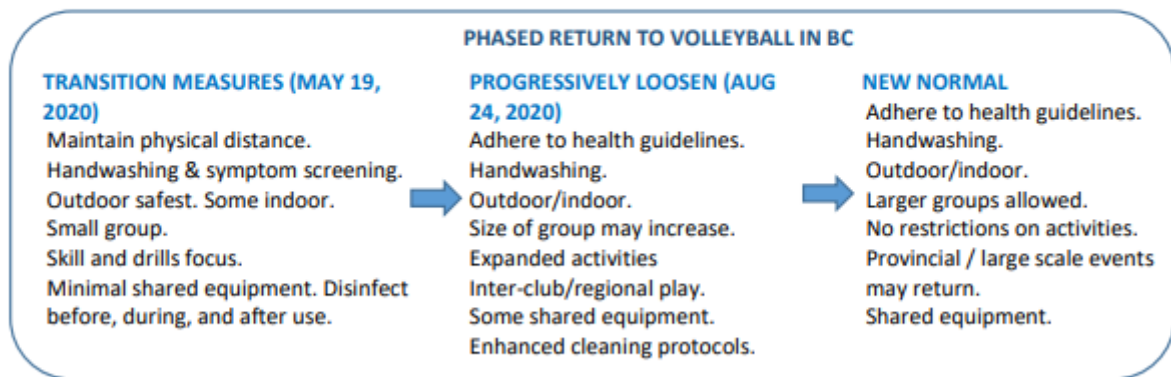 PHASED RETURN TO VOLLEYBALL IN BC
TRANSITION MEASURES (MAY 19,
2020)
Maintain physical distance.
Handwashing & symptom screening.
Outdoor safest. Some indoor.
Small group.
Skill and drills focus.
Minimal shared equipment. Disinfect
before, during, and after use.
PROGRESSIVELY LOOSEN (AUG
24, 2020)
Adhere to health guidelines.
Handwashing.
Outdoor/indoor.
Size of group may increase.
Expanded activities
Inter-club/regional play.
Some shared equipment.
Enhanced cleaning protocols.
NEW NORMAL
Adhere to health guidelines.
Handwashing.
Outdoor/indoor.
Larger groups allowed.
No restrictions on activities.
Provincial / large scale events
may return.
Shared equipment.